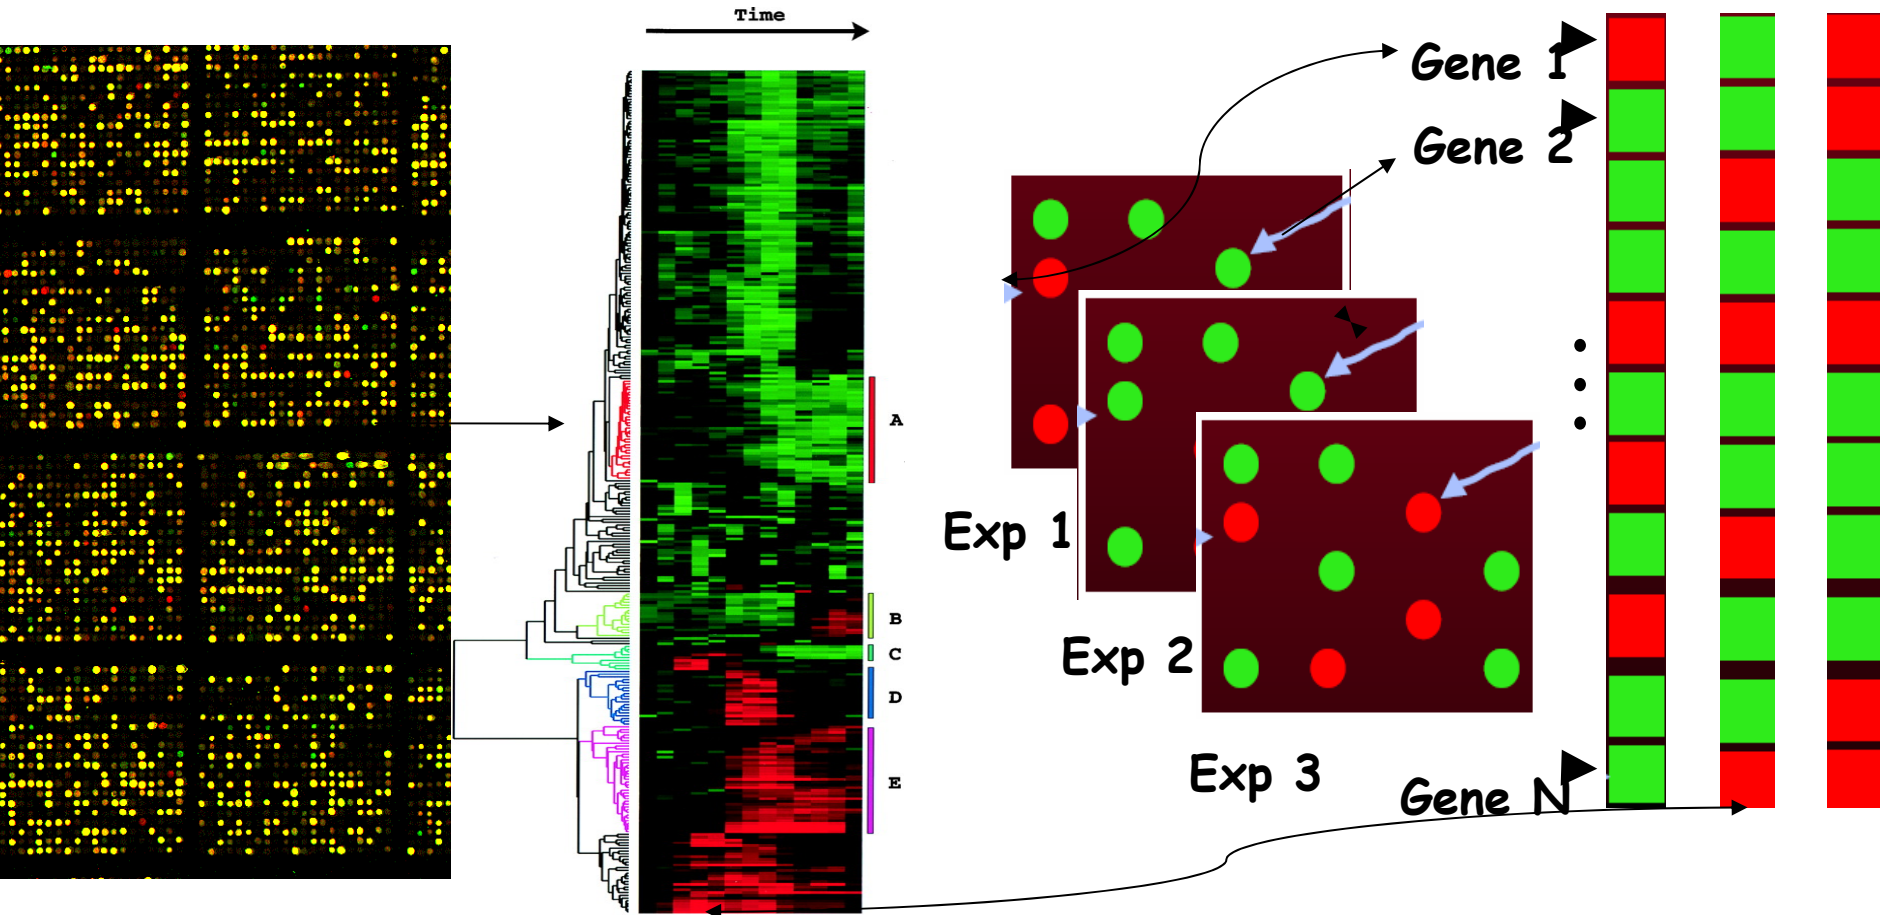 Time
Gene 1
Gene 2
A
Exp 1
B
C
Exp 2
D
E
Exp 3
Gene N